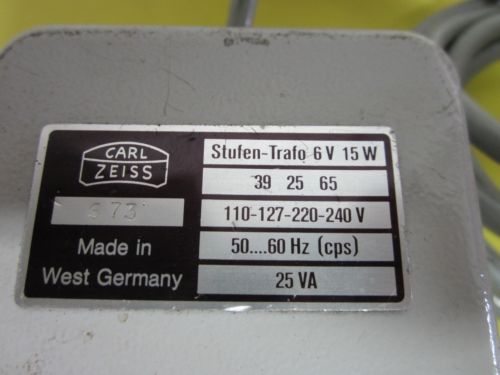 CARL
ZEISS
Stufen-Trafo 6 V 15 W
39 25 65
110-127-220-240 V
Made in
West Germany
50....60 Hz (cps)
25 VA